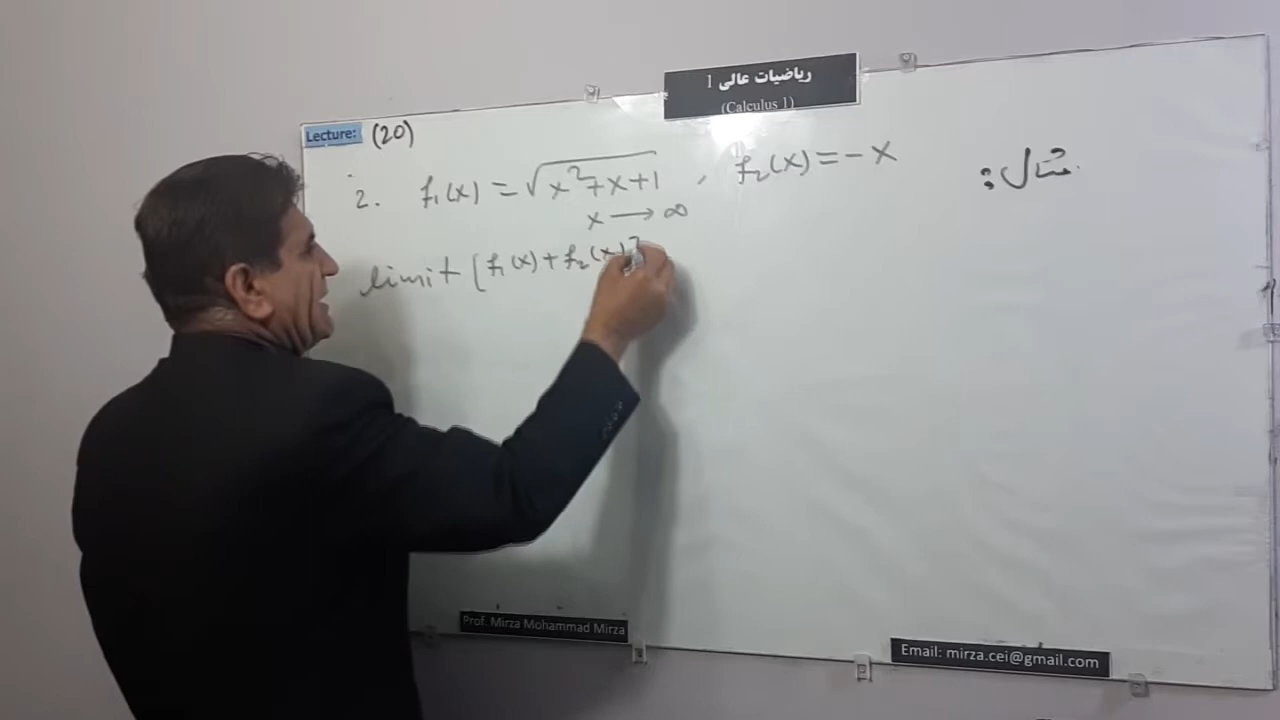 ریاضیات عالی 1
(Calculus 1)
Lecture: (20)
مثال:
2. f₁(x) = √x²+x+1 , f₂(x) = -x
x → ∞
limit [f₁(x) + f₂(x)]
Prof. Mirza Mohammad Mirza
Email: mirza.cei@gmail.com